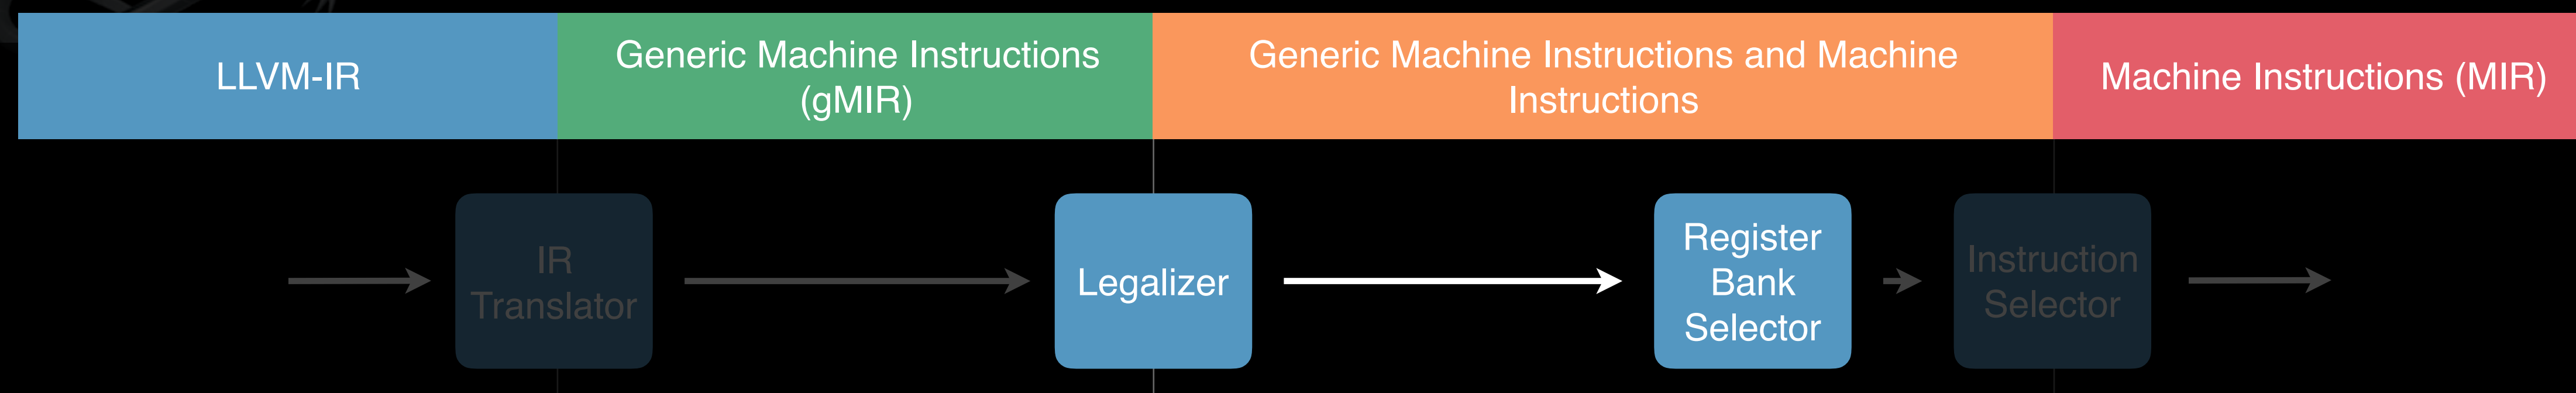 LLVM-IR
Generic Machine Instructions
(gMIR)
Generic Machine Instructions and Machine
Instructions
Machine Instructions (MIR)
IR
Translator
Legalizer
Register
Bank
Selector
Instruction
Selector